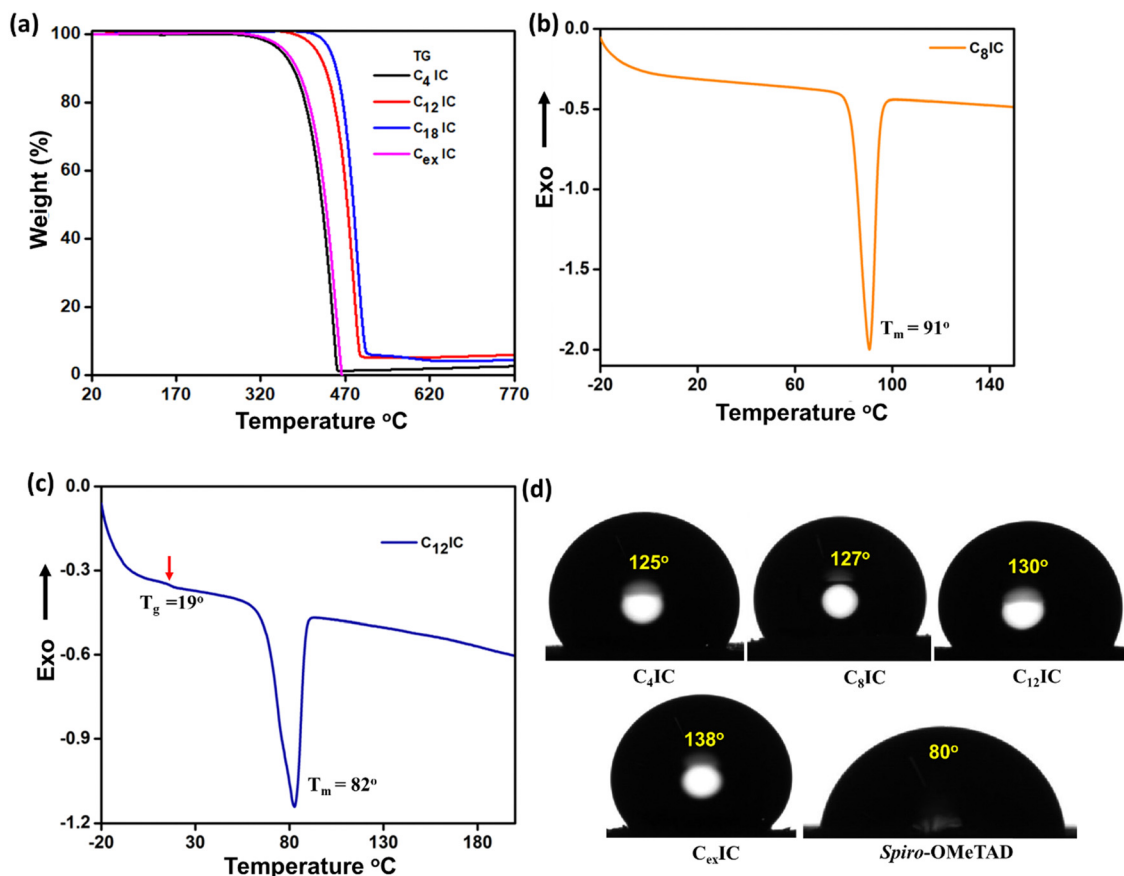 (a)
TG
C₄ IC
C₁₂ IC
C₁₈ IC
Cₑₓ IC
Weight (%)
100
80
60
40
20
0
20 170 320 470 620 770
Temperature °C
(b)
C₈IC
Exo
0.0
-0.5
-1.0
-1.5
-2.0
Tₘ = 91°
-20 20 60 100 140
Temperature °C
(c)
C₁₂IC
Exo
0.0
-0.3
-0.6
-0.9
-1.2
T_g =19°
Tₘ = 82°
-20 30 80 130 180
Temperature °C
(d)
125° 127° 130°
C₄IC C₈IC C₁₂IC
138° 80°
CₑₓIC Spiro-OMeTAD